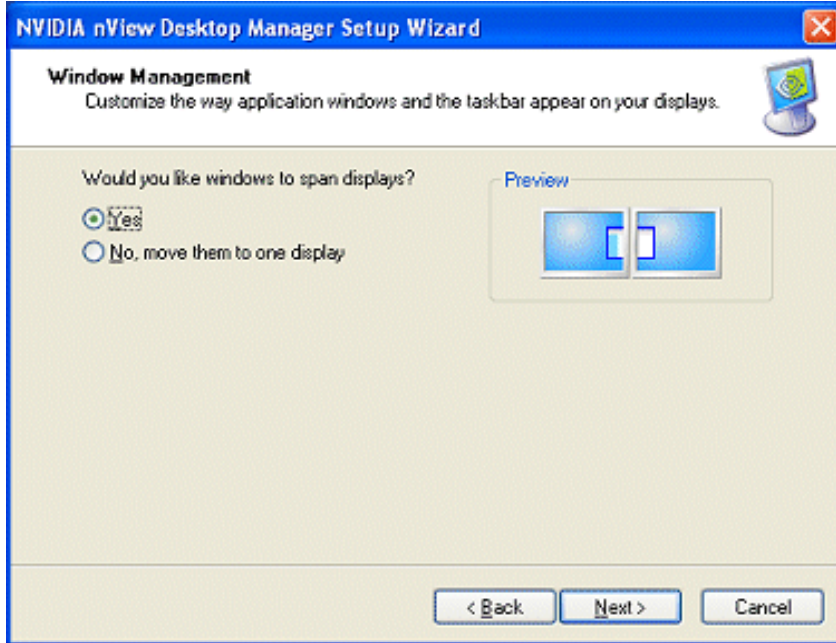 NVIDIA nView Desktop Manager Setup Wizard
Window Management
Customize the way application windows and the taskbar appear on your displays.
Would you like windows to span displays?
Preview
Yes
No, move them to one display
< Back
Next >
Cancel